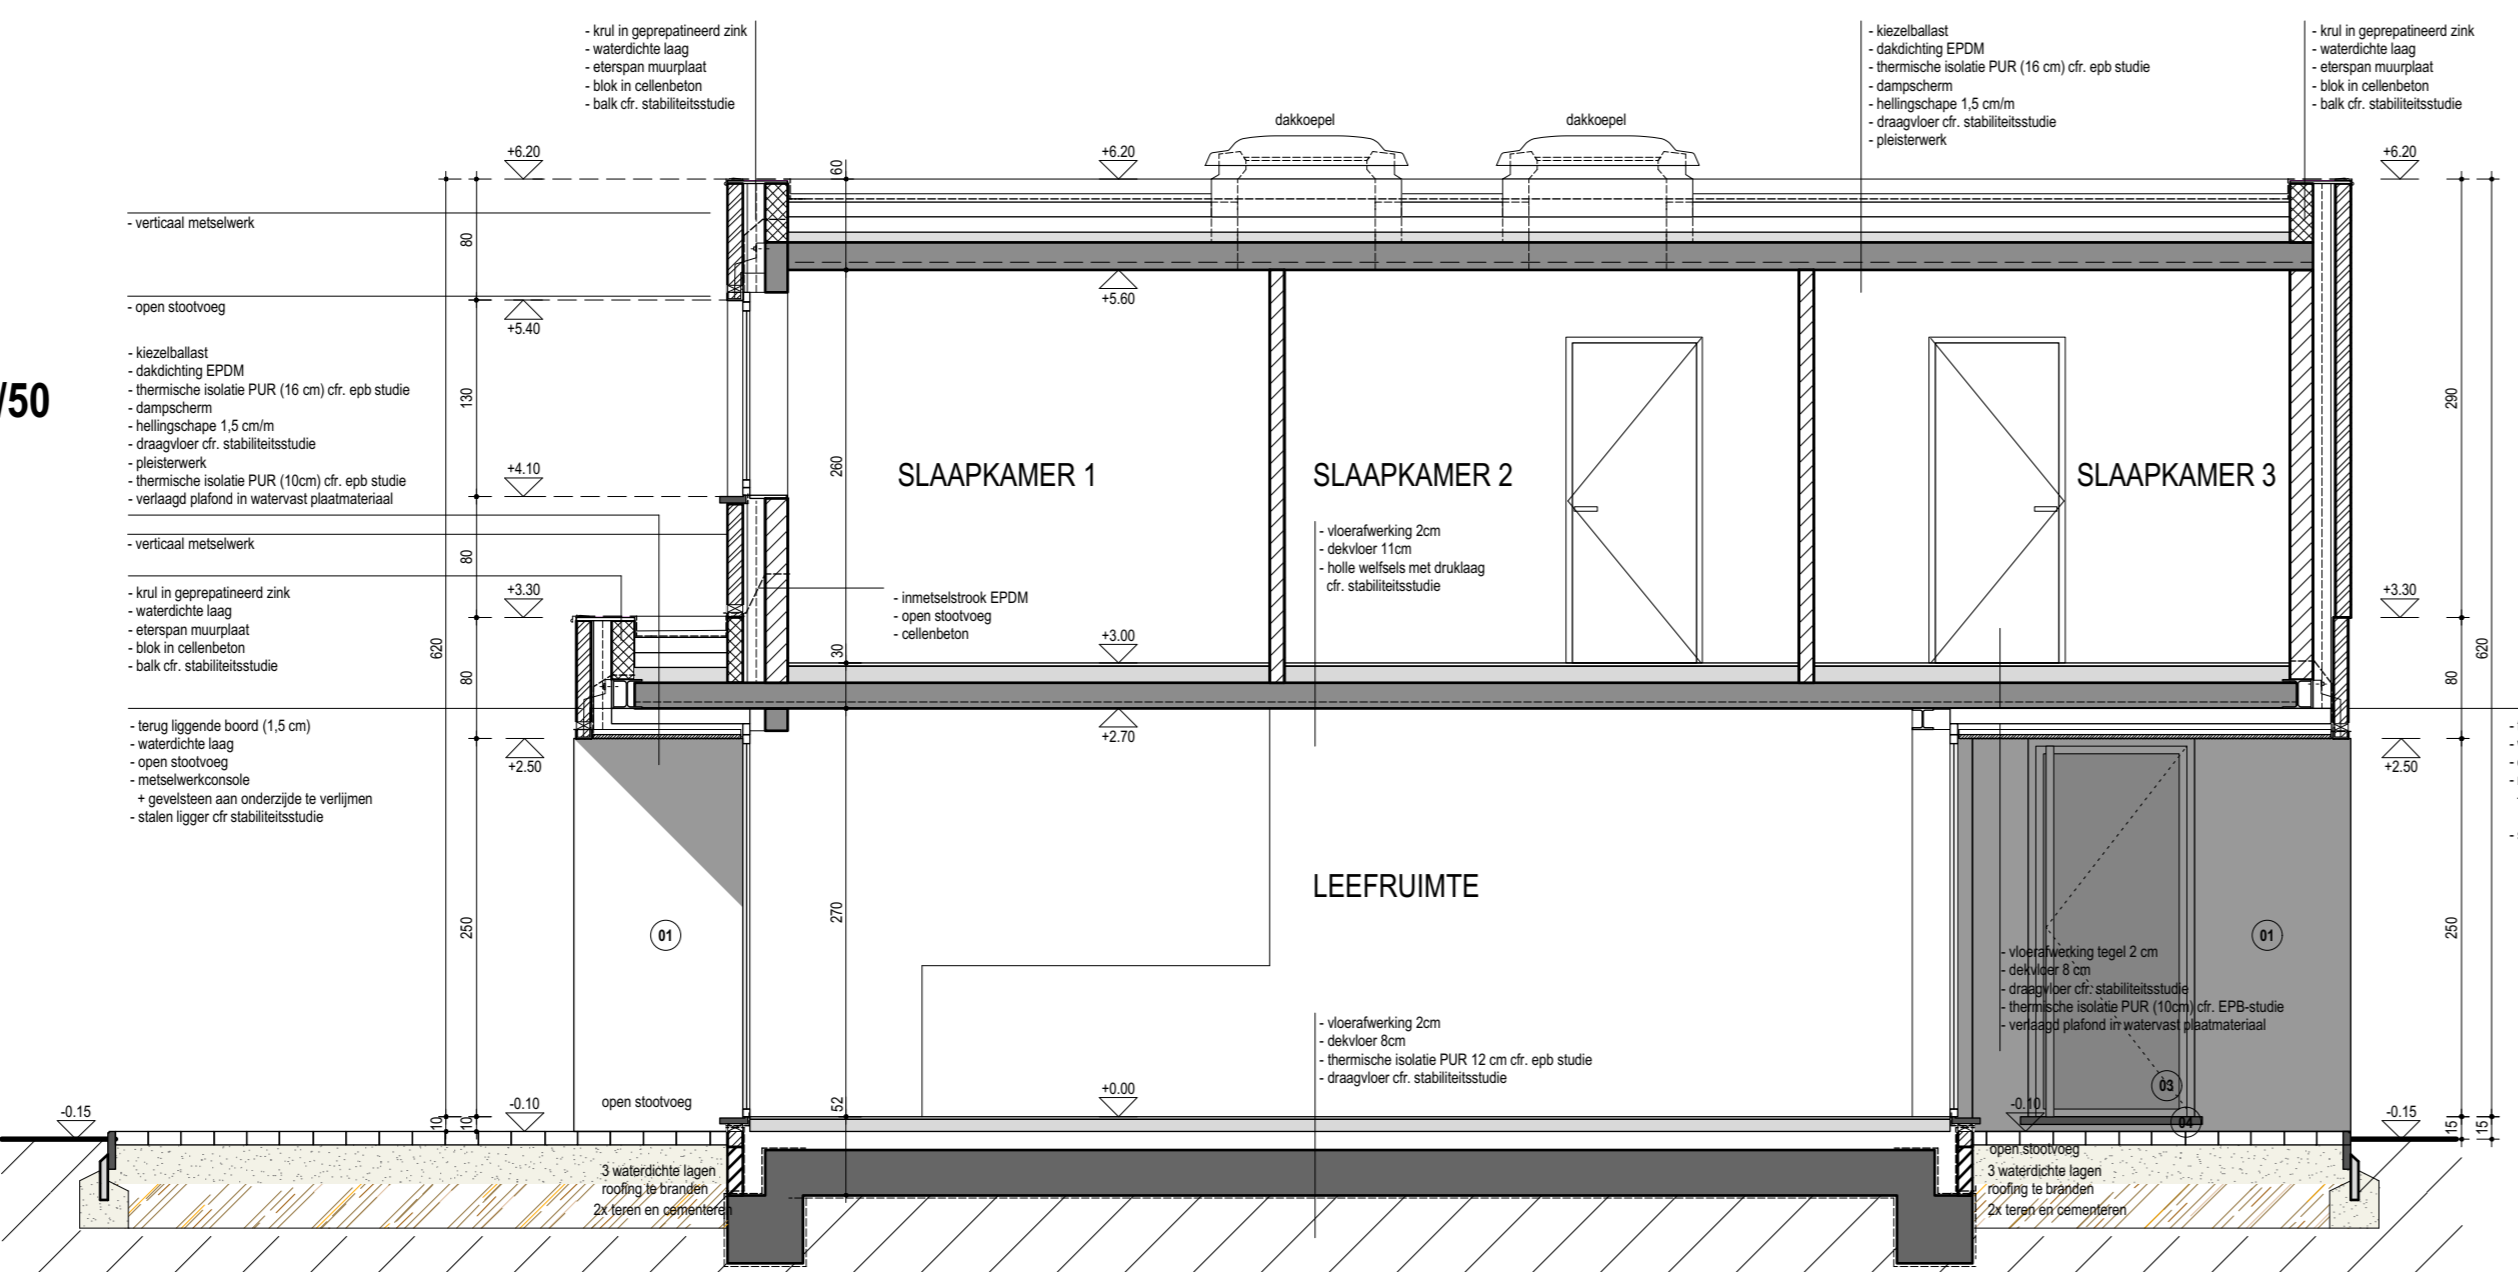 - krul in geprepatineerd zink
- waterdichte laag
- eterspan muurplaat
- blok in cellenbeton
- balk cfr. stabiliteitsstudie
- kiezelballast
- dakdichting EPDM
- thermische isolatie PUR (16 cm) cfr. epb studie
- dampscherm
- hellingschape 1,5 cm/m
- draagvloer cfr. stabiliteitsstudie
- pleisterwerk
- krul in geprepatineerd zink
- waterdichte laag
- eterspan muurplaat
- blok in cellenbeton
- balk cfr. stabiliteitsstudie
dakkoepel
dakkoepel
+6.20
+6.20
+6.20
60
- verticaal metselwerk
80
- open stootvoeg
+5.40
+5.60
- kiezelballast
- dakdichting EPDM
- thermische isolatie PUR (16 cm) cfr. epb studie
- dampscherm
- hellingschape 1,5 cm/m
- draagvloer cfr. stabiliteitsstudie
- pleisterwerk
- thermische isolatie PUR (10cm) cfr. epb studie
- verlaagd plafond in watervast plaatmateriaal
/50
130
290
+4.10
260
SLAAPKAMER 1
SLAAPKAMER 2
SLAAPKAMER 3
- vloerafwerking 2cm
- dekvloer 11cm
- holle welfsels met druklaag
cfr. stabiliteitsstudie
- verticaal metselwerk
80
- krul in geprepatineerd zink
- waterdichte laag
- eterspan muurplaat
- blok in cellenbeton
- balk cfr. stabiliteitsstudie
+3.30
+3.30
- inmetselstrook EPDM
- open stootvoeg
- cellenbeton
620
80
30
+3.00
80
620
- terug liggende boord (1,5 cm)
- waterdichte laag
- open stootvoeg
- metselwerkconsole
+ gevelsteen aan onderzijde te verlijmen
- stalen ligger cfr stabiliteitsstudie
+2.50
+2.70
+2.50
LEEFRUIMTE
250
01
270
01
250
- vloerafwerking tegel 2 cm
- dekvloer 8 cm
- draagvloer cfr. stabiliteitsstudie
- thermische isolatie PUR (10cm) cfr. EPB-studie
- verlaagd plafond in watervast plaatmateriaal
- vloerafwerking 2cm
- dekvloer 8cm
- thermische isolatie PUR 12 cm cfr. epb studie
- draagvloer cfr. stabiliteitsstudie
03
04
-0.15
10
10
-0.10
open stootvoeg
52
+0.00
-0.10
-0.15
15
15
open stootvoeg
3 waterdichte lagen
roofing te branden
2x teren en cementeren
3 waterdichte lagen
roofing te branden
2x teren en cementeren